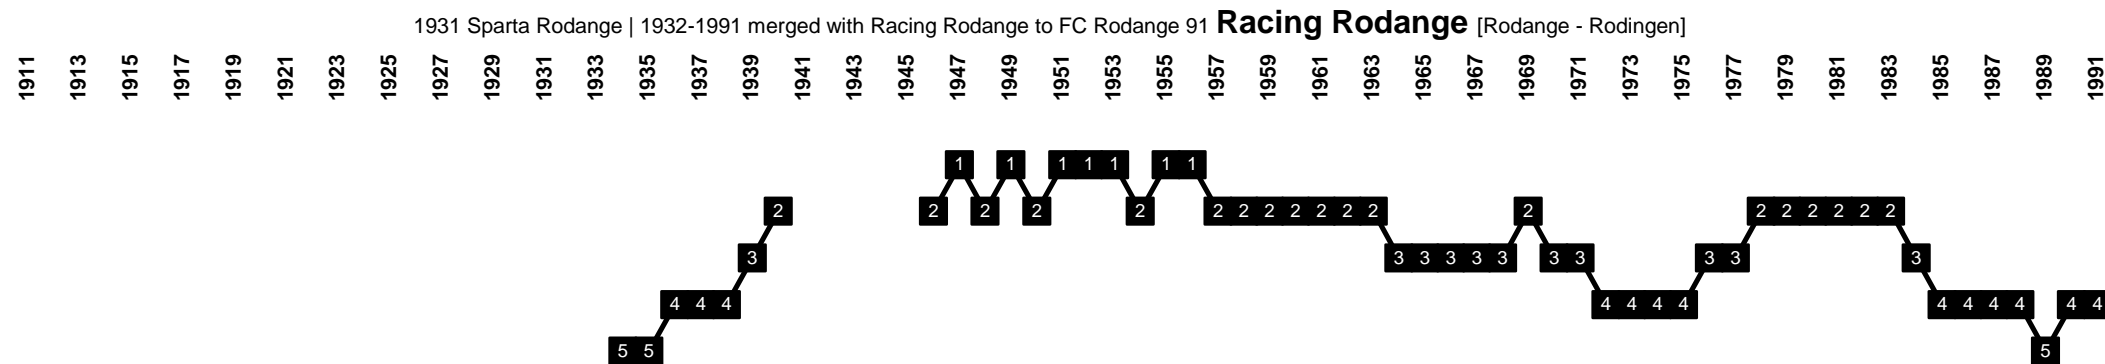 1931 Sparta Rodange | 1932-1991 merged with Racing Rodange to FC Rodange 91 Racing Rodange [Rodange - Rodingen]
1911 1913 1915 1917 1919 1921 1923 1925 1927 1929 1931 1933 1935 1937 1939 1941 1943 1945 1947 1949 1951 1953 1955 1957 1959 1961 1963 1965 1967 1969 1971 1973 1975 1977 1979 1981 1983 1985 1987 1989 1991
1 1 1 1 1 1 1
2 2 2 2 2 2 2 2 2 2 2 2 2 2 2 2 2 2 2
3 3 3 3 3 3 3 3 3 3 3
4 4 4 4 4 4 4 4 4 4 4 4 4
5 5 5